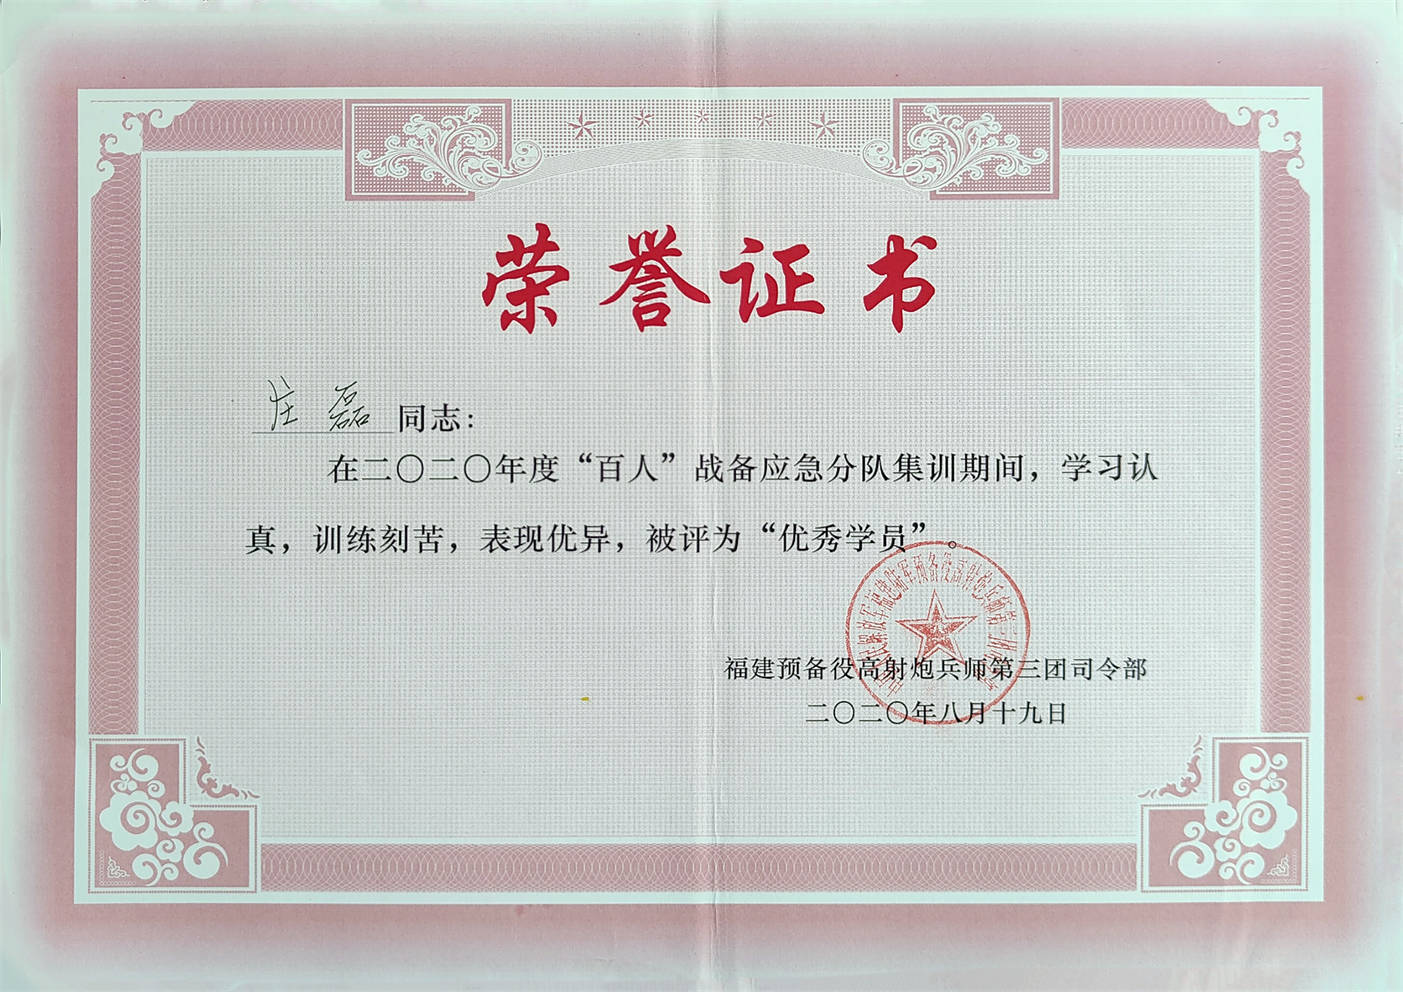 荣誉证书
庄磊同志：
在二〇二〇年度“百人”战备应急分队集训期间，学习认
真，训练刻苦，表现优异，被评为“优秀学员”。
福建预备役高射炮兵师第三团司令部
二〇二〇年八月十九日